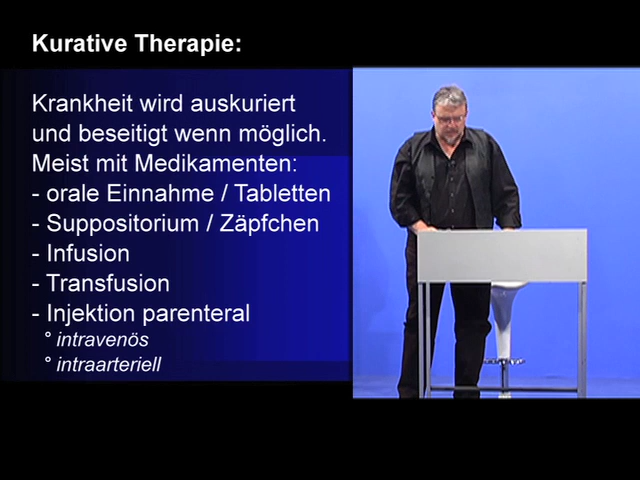 Kurative Therapie:
Krankheit wird auskuriert
und beseitigt wenn möglich.
Meist mit Medikamenten:
- orale Einnahme / Tabletten
- Suppositorium / Zäpfchen
- Infusion
- Transfusion
- Injektion parenteral
° intravenös
° intraarteriell